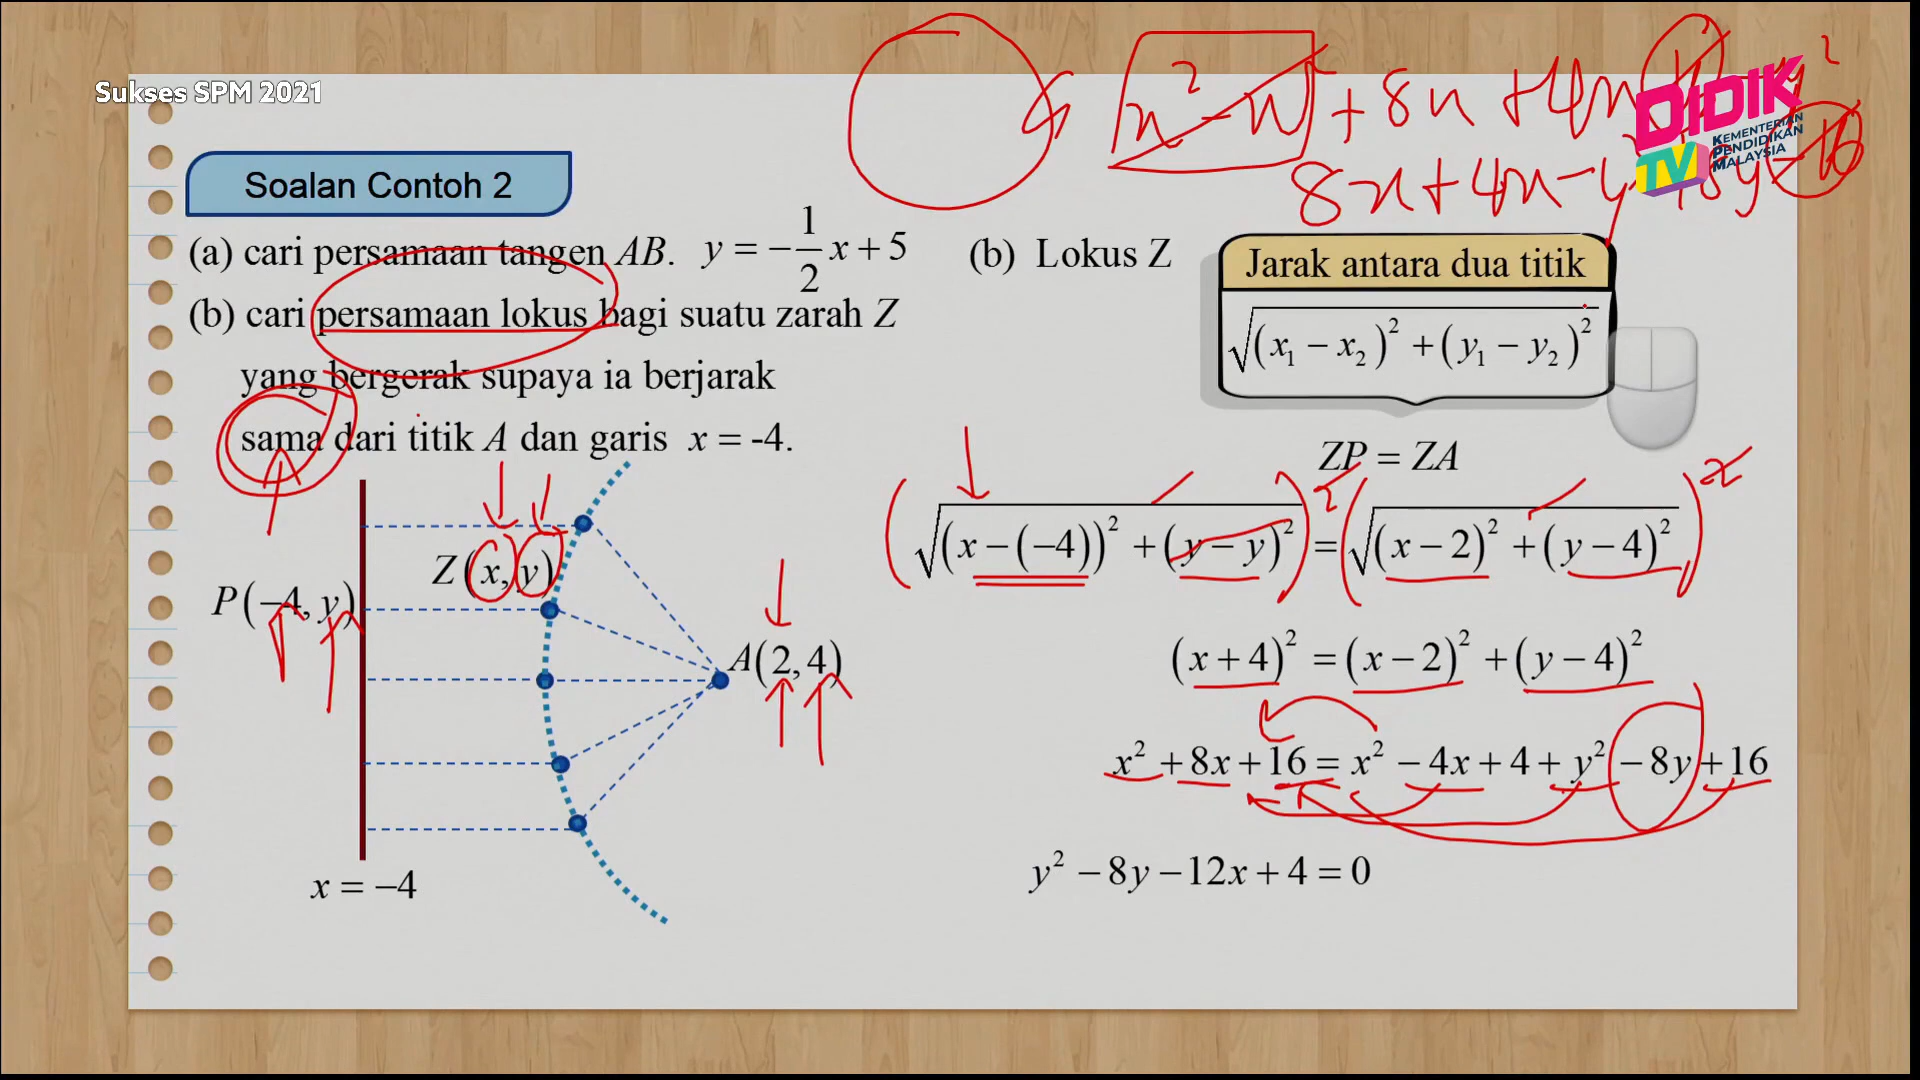 Sukses SPM 2021
DIDIK
TV
KEMENTERIAN
PENDIDIKAN
MALAYSIA
Soalan Contoh 2
(a) cari persamaan tangen AB. y = -1/2 x + 5
(b) cari persamaan lokus bagi suatu zarah Z
yang bergerak supaya ia berjarak
sama dari titik A dan garis x = -4.
Z(x, y)
P(−4, y)
A(2, 4)
x = −4
(b) Lokus Z
Jarak antara dua titik
√((x₁ − x₂)² + (y₁ − y₂)²)
ZP = ZA
(√((x − (−4))² + (y − y)²))² = (√((x − 2)² + (y − 4)²))²
(x + 4)² = (x − 2)² + (y − 4)²
x² + 8x + 16 = x² − 4x + 4 + y² − 8y + 16
y² − 8y − 12x + 4 = 0